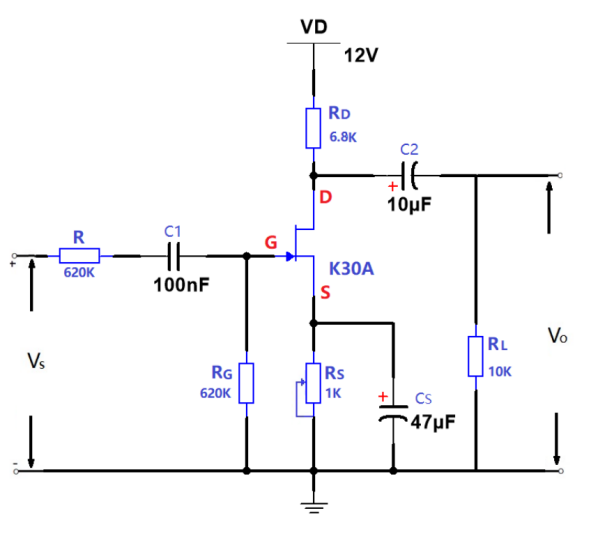 VD
12V
RD
6.8K
C2
+
10μF
D
R
620K
C1
100nF
G
K30A
S
+
Vs
RG
620K
RS
1K
+
Cs
47μF
RL
10K
Vo
-